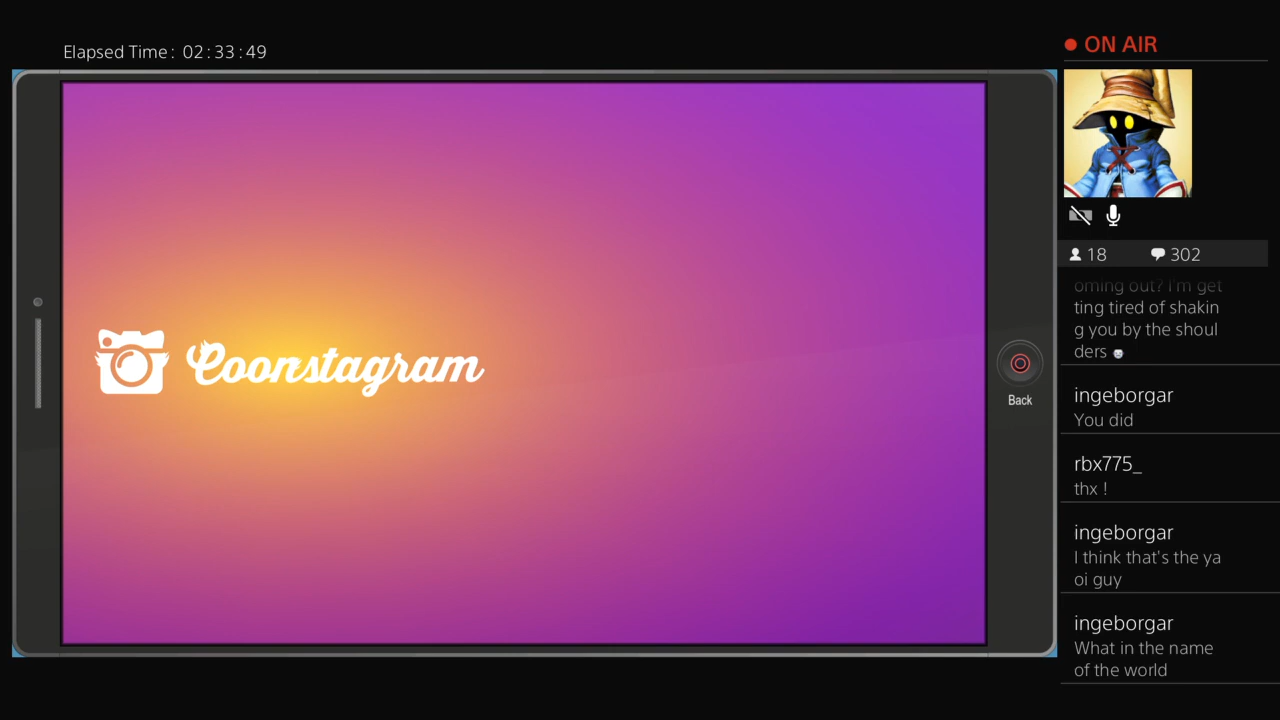 Elapsed Time: 02:33:49
ON AIR
Coonstagram
Back
18 302
oming out? I'm get
ting tired of shakin
g you by the shoul
ders
ingeborgar
You did
rbx775_
thx !
ingeborgar
I think that's the ya
oi guy
ingeborgar
What in the name
of the world